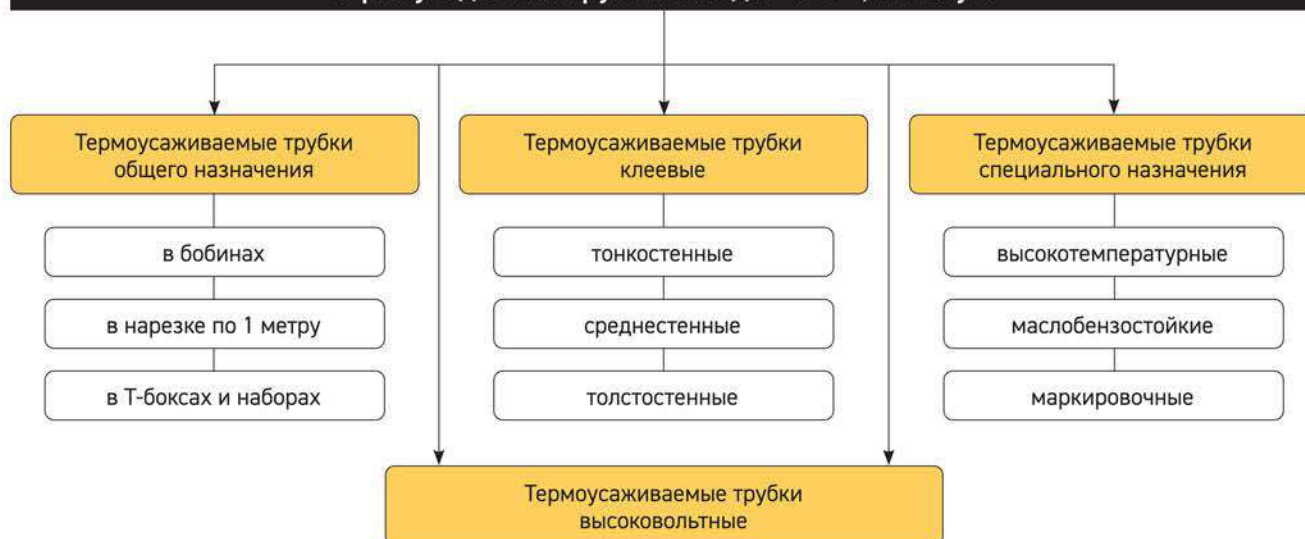 Термоусаживаемые трубки
общего назначения
Термоусаживаемые трубки
клеевые
Термоусаживаемые трубки
специального назначения
в бобинах
тонкостенные
высокотемпературные
в нарезке по 1 метру
среднестенные
маслобензостойкие
в Т-боксах и наборах
толстостенные
маркировочные
Термоусаживаемые трубки
высоковольтные